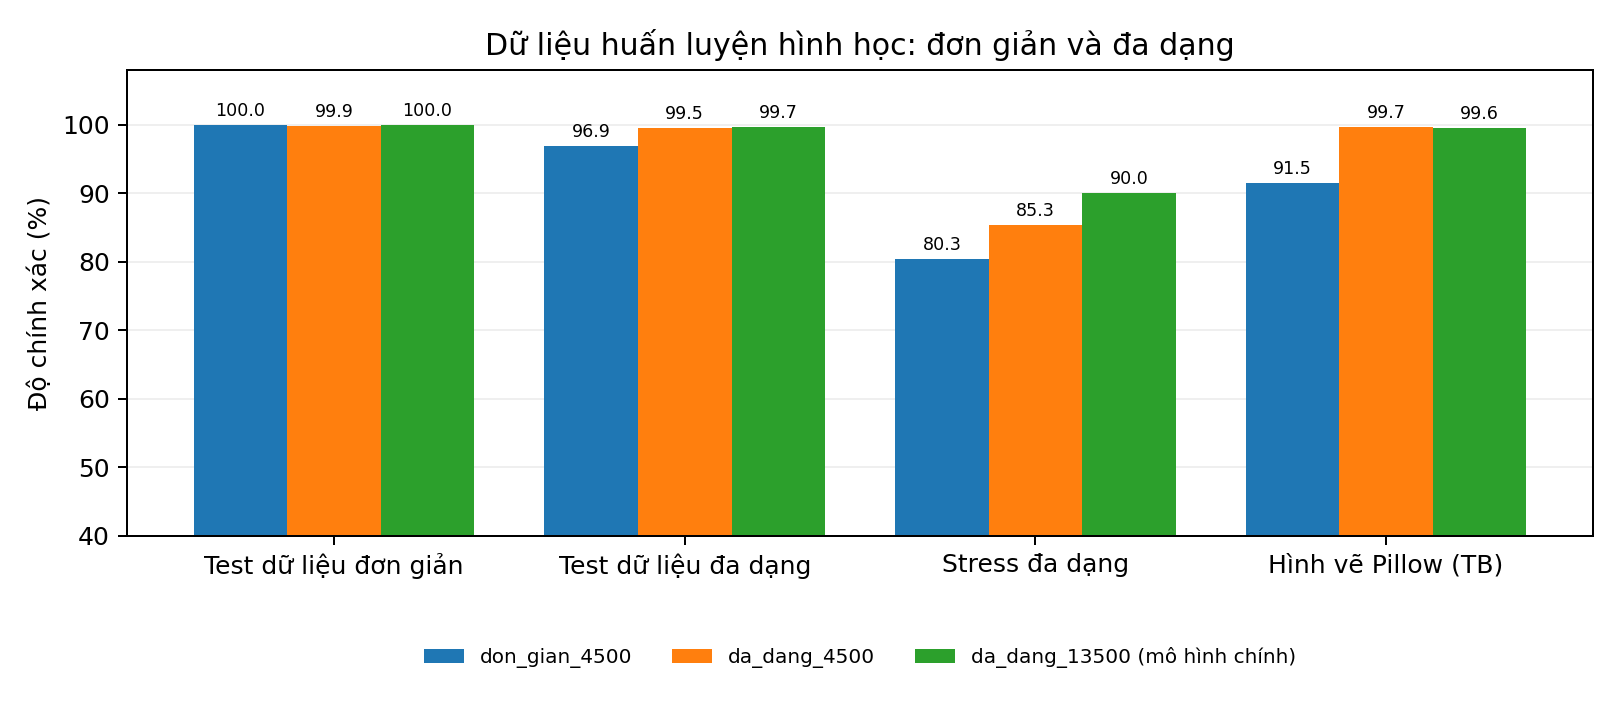 Dữ liệu huấn luyện hình học: đơn giản và đa dạng
Độ chính xác (%)
100
90
80
70
60
50
40
100.0 99.9 100.0
96.9 99.5 99.7
80.3 85.3 90.0
91.5 99.7 99.6
Test dữ liệu đơn giản
Test dữ liệu đa dạng
Stress đa dạng
Hình vẽ Pillow (TB)
don_gian_4500
da_dang_4500
da_dang_13500 (mô hình chính)